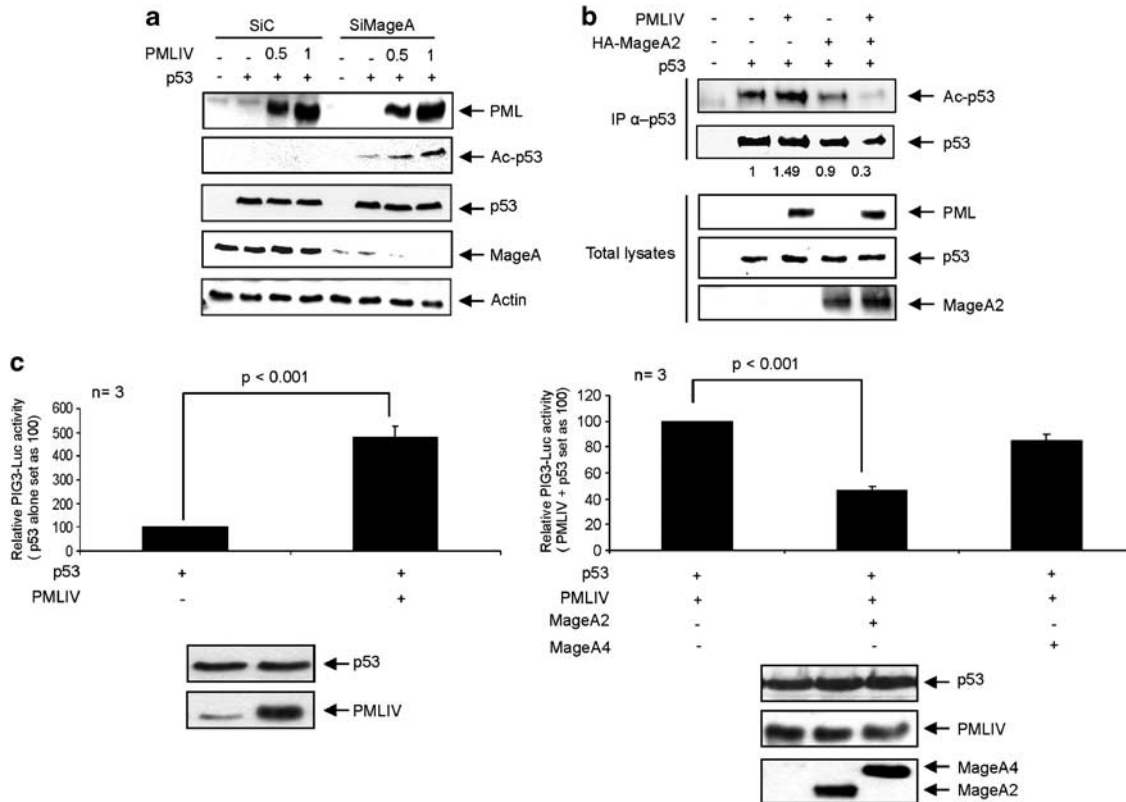 a
SiC SiMageA
PMLIV - - 0.5 1 - - 0.5 1
p53 - + + + - + + +
PML
Ac-p53
p53
MageA
Actin
b
PMLIV - - + - +
HA-MageA2 - - - + +
p53 - + + + +
IP α–p53
Ac-p53
p53
1 1.49 0.9 0.3
Total lysates
PML
p53
MageA2
c
n= 3
p < 0.001
Relative PIG3-Luc activity
( p53 alone set as 100)
600
500
400
300
200
100
0
p53 + +
PMLIV - +
p53
PMLIV
n= 3
p < 0.001
Relative PIG3-Luc activity
( PMLIV + p53 set as 100)
120
100
80
60
40
20
0
p53 + + +
PMLIV + + +
MageA2 - + -
MageA4 - - +
p53
PMLIV
MageA4
MageA2